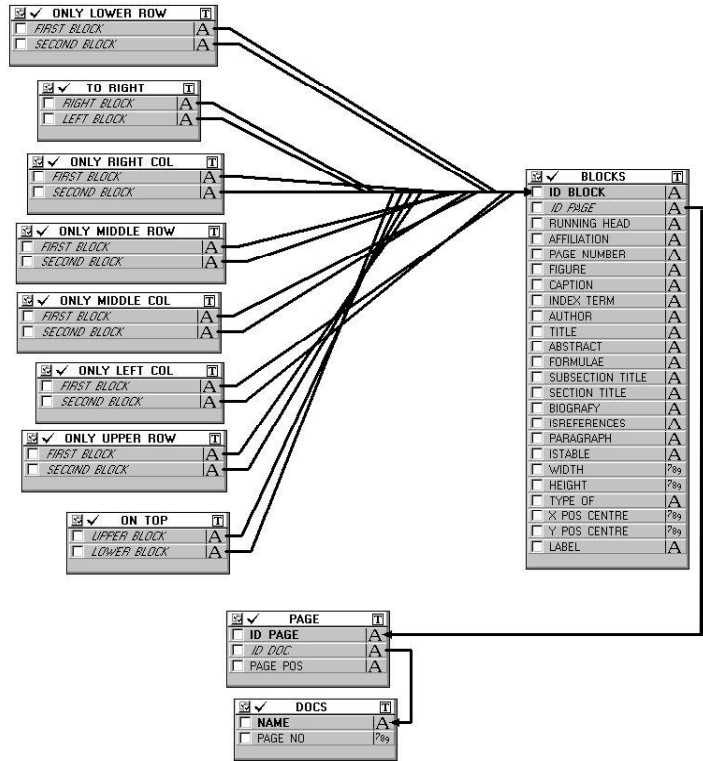 ONLY LOWER ROW T
FIRST BLOCK A
SECOND BLOCK A
TO RIGHT T
RIGHT BLOCK A
LEFT BLOCK A
ONLY RIGHT COL T
FIRST BLOCK A
SECOND BLOCK A
ONLY MIDDLE ROW T
FIRST BLOCK A
SECOND BLOCK A
ONLY MIDDLE COL T
FIRST BLOCK A
SECOND BLOCK A
ONLY LEFT COL T
FIRST BLOCK A
SECOND BLOCK A
ONLY UPPER ROW T
FIRST BLOCK A
SECOND BLOCK A
ON TOP T
UPPER BLOCK A
LOWER BLOCK A
BLOCKS T
ID BLOCK A
ID PAGE A
RUNNING HEAD A
AFFILIATION A
PAGE NUMBER A
FIGURE A
CAPTION A
INDEX TERM A
AUTHOR A
TITLE A
ABSTRACT A
FORMULAE A
SUBSECTION TITLE A
SECTION TITLE A
BIOGRAFY A
ISREFERENCES A
PARAGRAPH A
ISTABLE A
WIDTH 789
HEIGHT 789
TYPE OF A
X POS CENTRE 789
Y POS CENTRE 789
LABEL A
PAGE T
ID PAGE A
ID DOC A
PAGE POS A
DOCS T
NAME A
PAGE NO 789